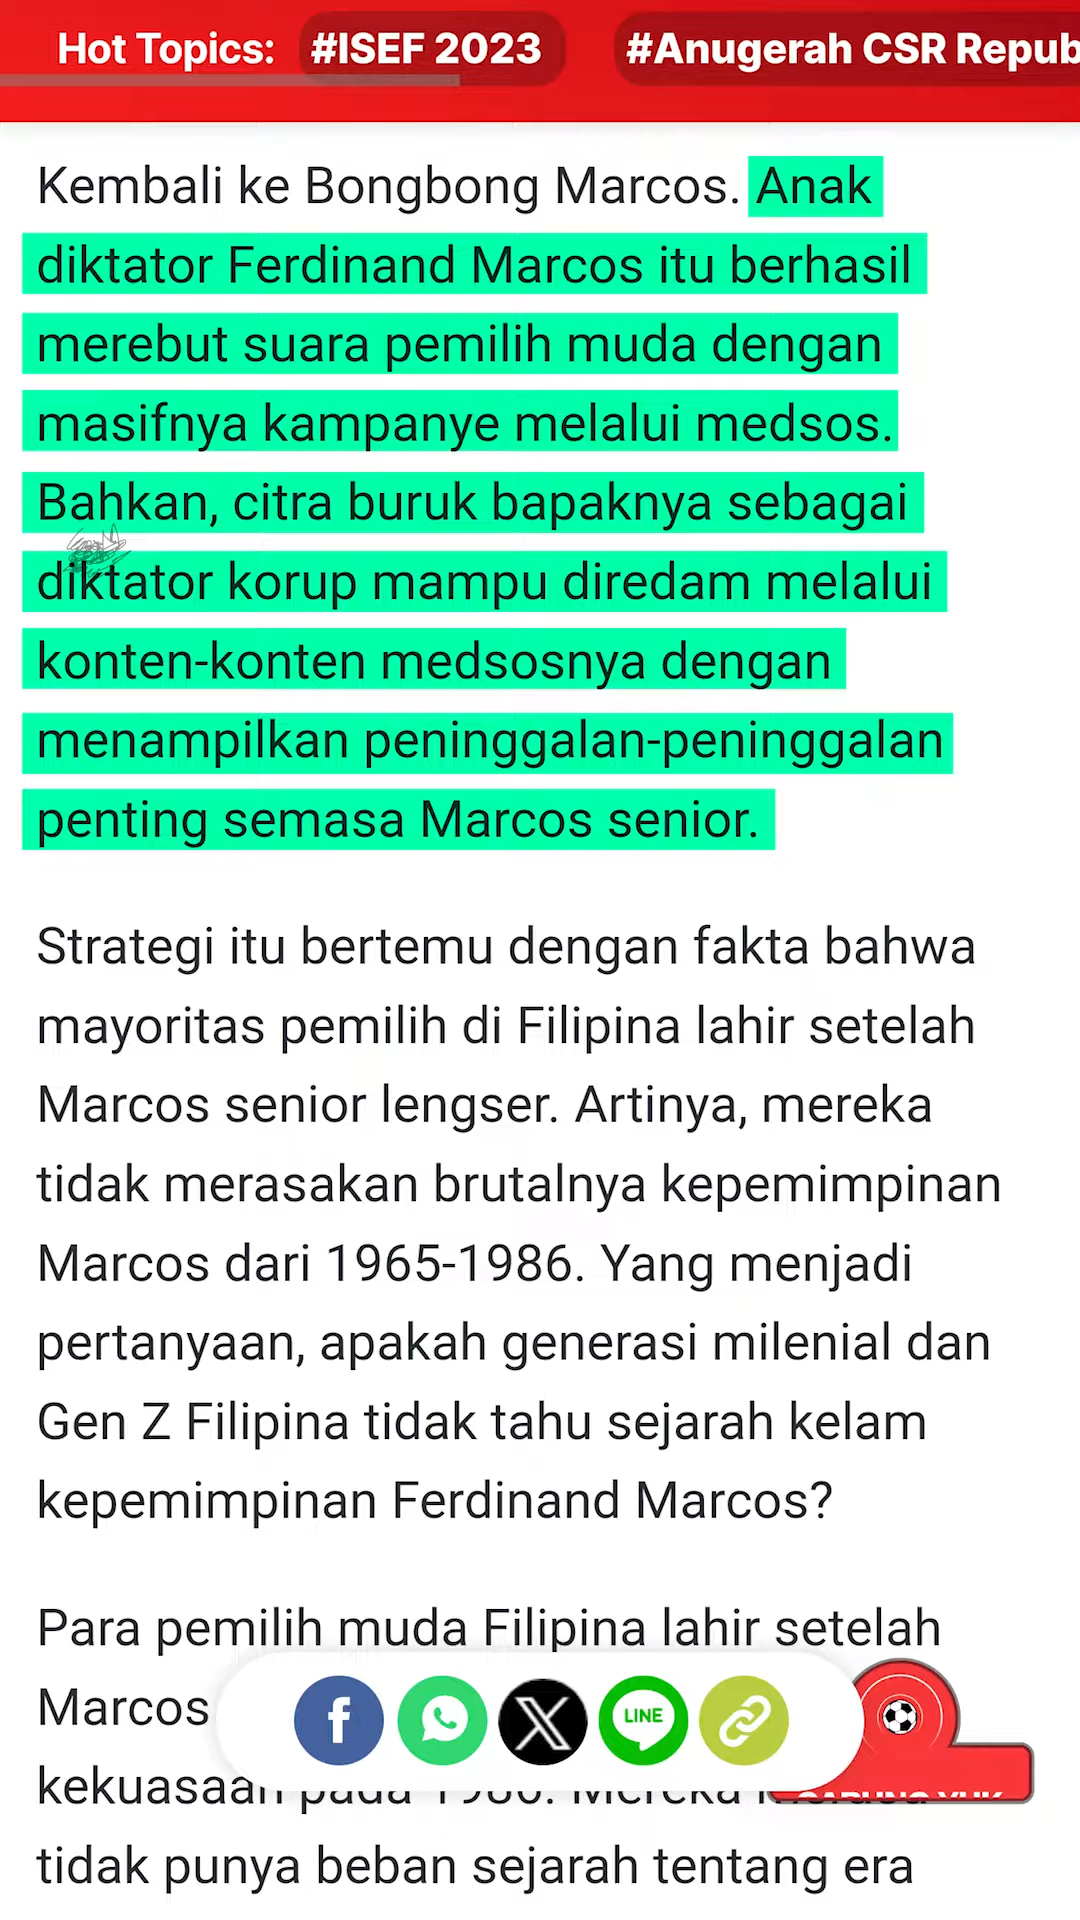 Hot Topics: #ISEF 2023 #Anugerah CSR Repub
Kembali ke Bongbong Marcos. Anak
diktator Ferdinand Marcos itu berhasil
merebut suara pemilih muda dengan
masifnya kampanye melalui medsos.
Bahkan, citra buruk bapaknya sebagai
diktator korup mampu diredam melalui
konten-konten medsosnya dengan
menampilkan peninggalan-peninggalan
penting semasa Marcos senior.
Strategi itu bertemu dengan fakta bahwa
mayoritas pemilih di Filipina lahir setelah
Marcos senior lengser. Artinya, mereka
tidak merasakan brutalnya kepemimpinan
Marcos dari 1965-1986. Yang menjadi
pertanyaan, apakah generasi milenial dan
Gen Z Filipina tidak tahu sejarah kelam
kepemimpinan Ferdinand Marcos?
Para pemilih muda Filipina lahir setelah
Marcos
LINE
kekuasaan pada 1986. Mereka
tidak punya beban sejarah tentang era